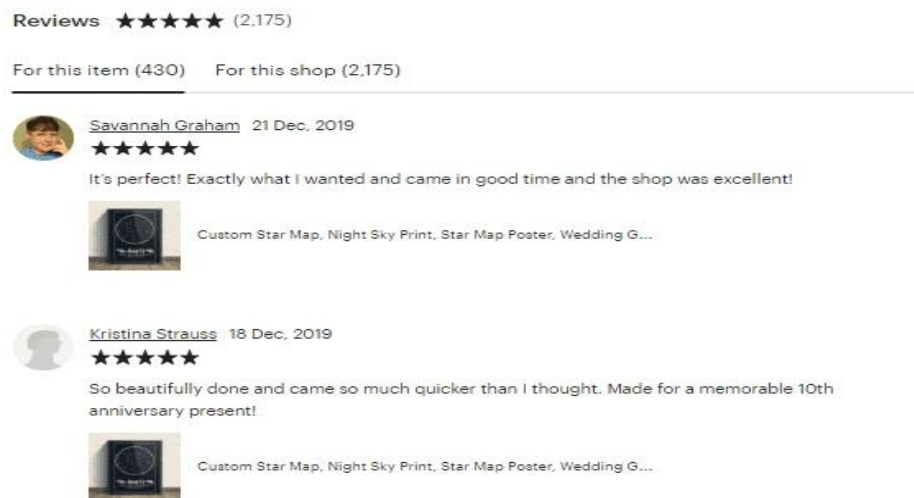 Reviews ★★★★★ (2,175)
For this item (430) For this shop (2,175)
Savannah Graham 21 Dec, 2019
★★★★★
It's perfect! Exactly what I wanted and came in good time and the shop was excellent!
Custom Star Map, Night Sky Print, Star Map Poster, Wedding G...
Kristina Strauss 18 Dec, 2019
★★★★★
So beautifully done and came so much quicker than I thought. Made for a memorable 10th
anniversary present!
Custom Star Map, Night Sky Print, Star Map Poster, Wedding G...